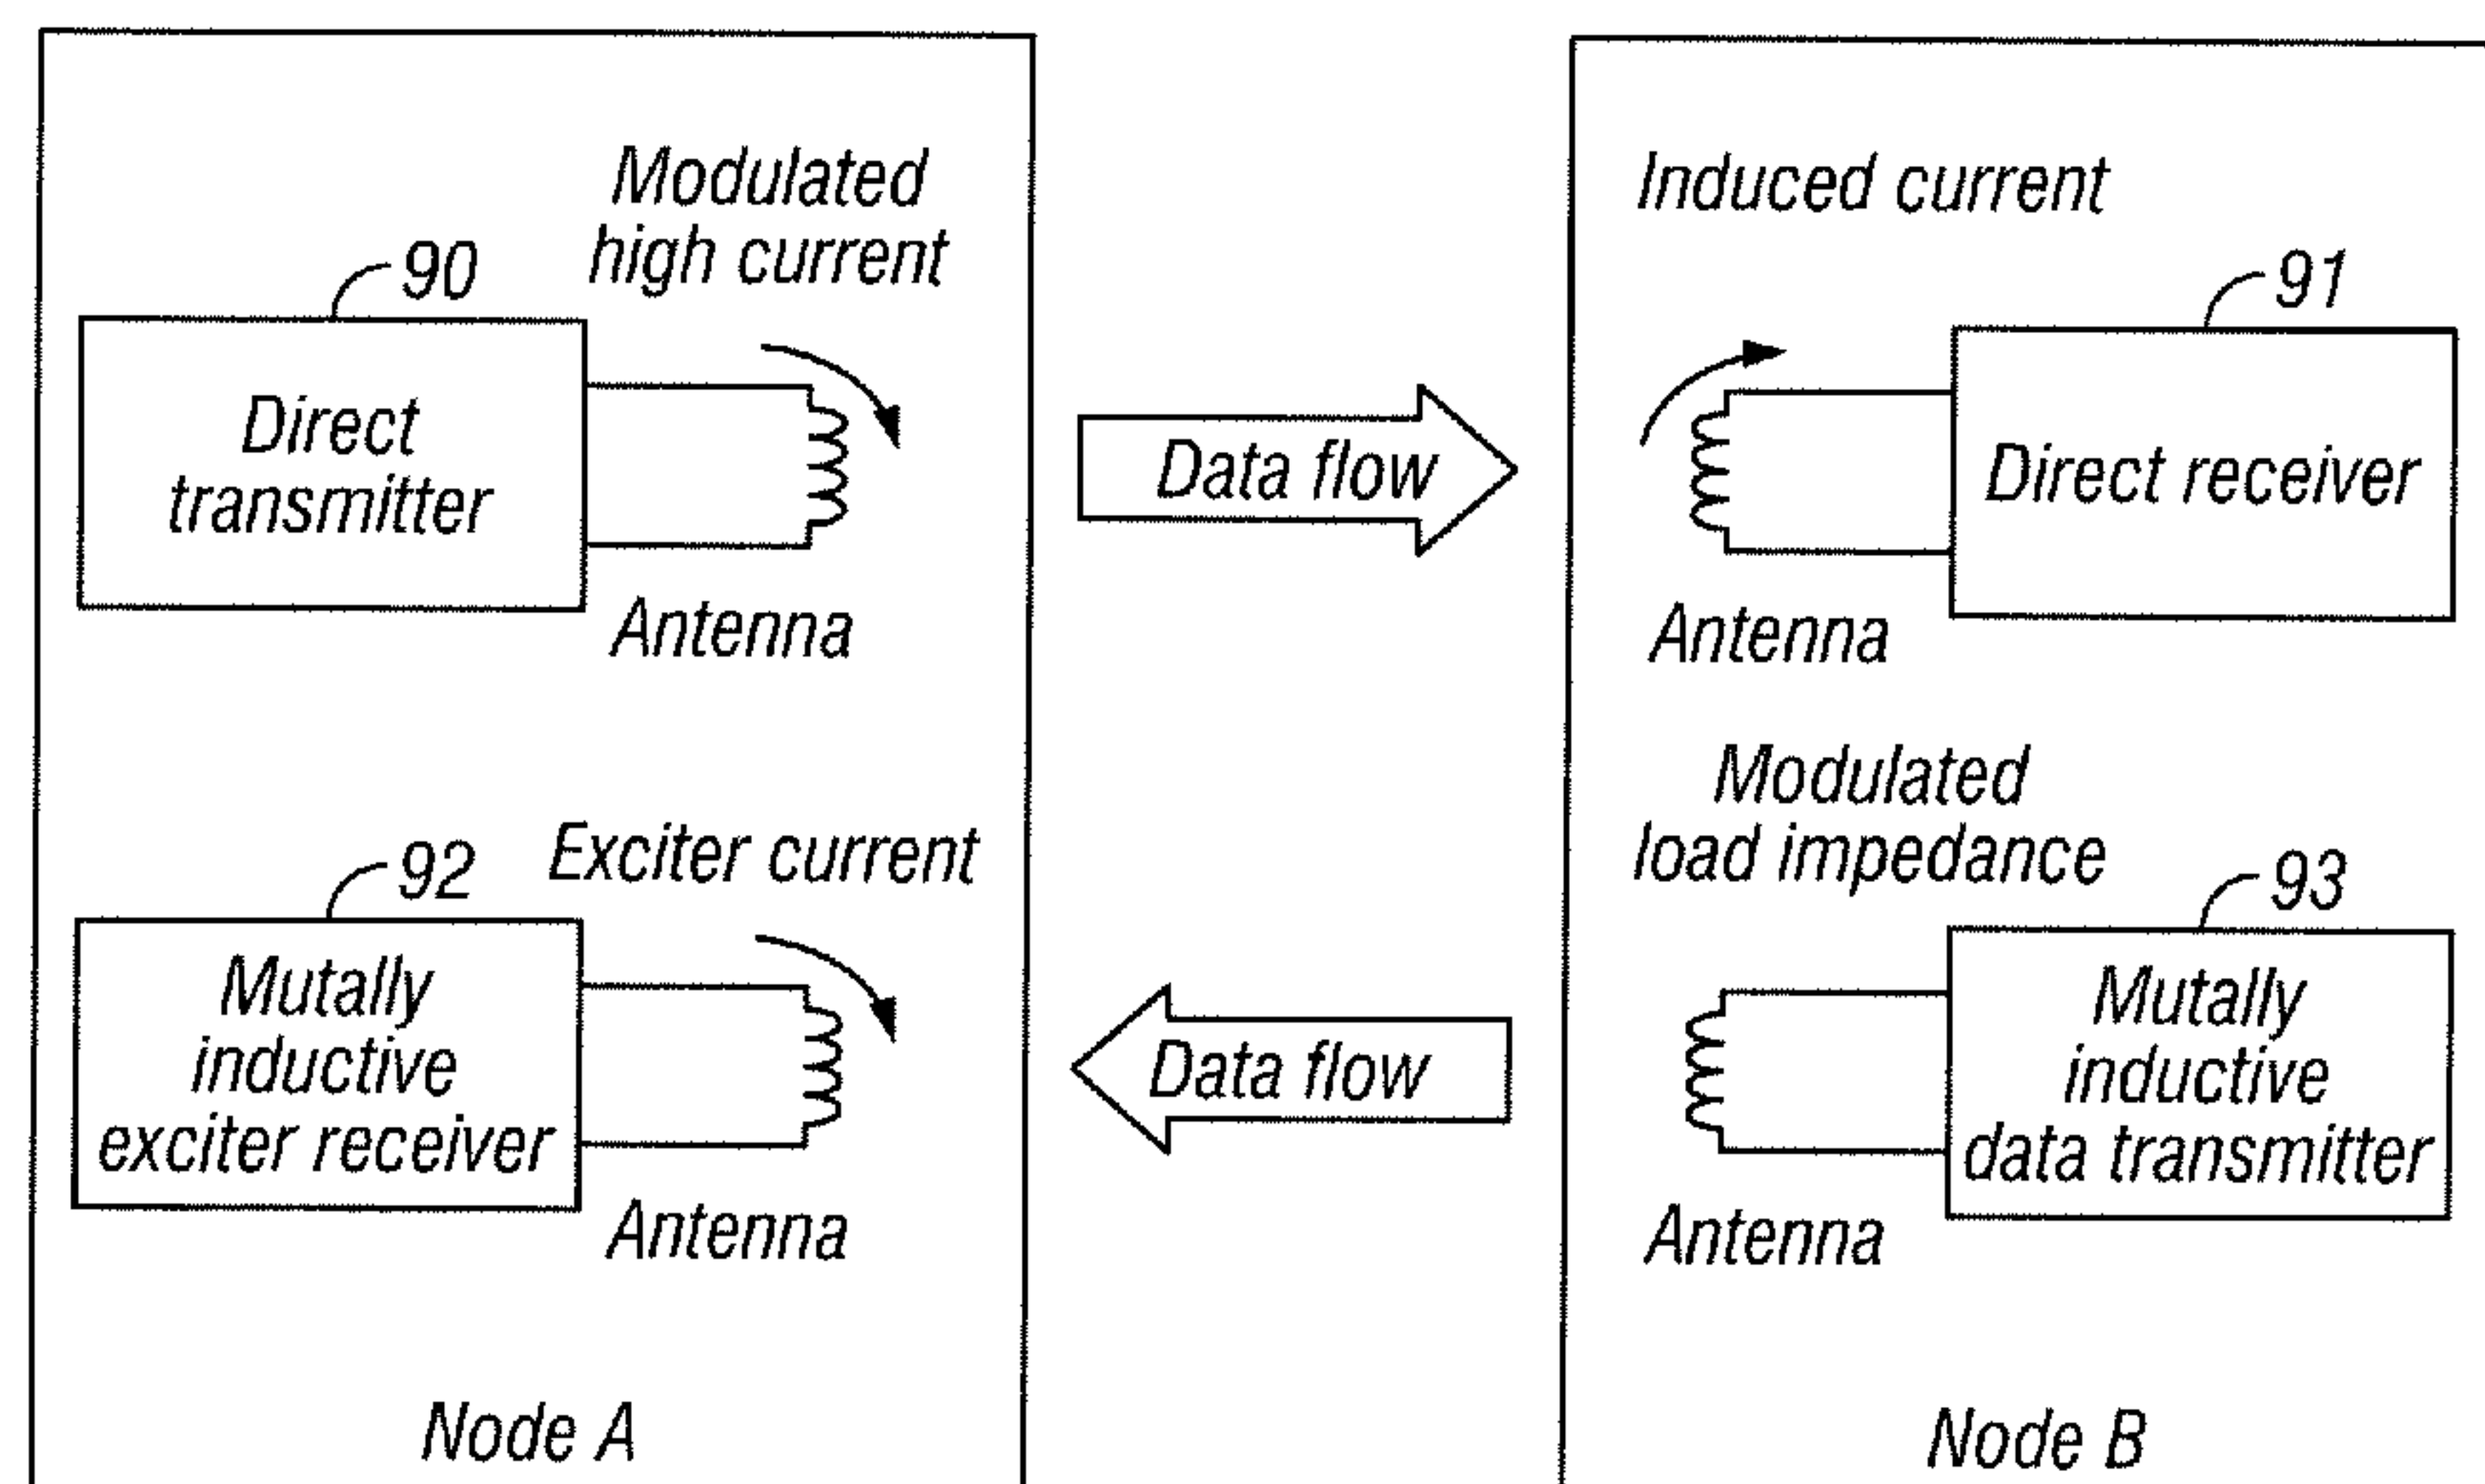 Modulated
high current
90
Direct
transmitter
Antenna
Data flow
Induced current
91
Direct receiver
Antenna
Exciter current
92
Mutally
inductive
exciter receiver
Antenna
Data flow
Modulated
load impedance
93
Mutally
inductive
data transmitter
Antenna
Node A
Node B